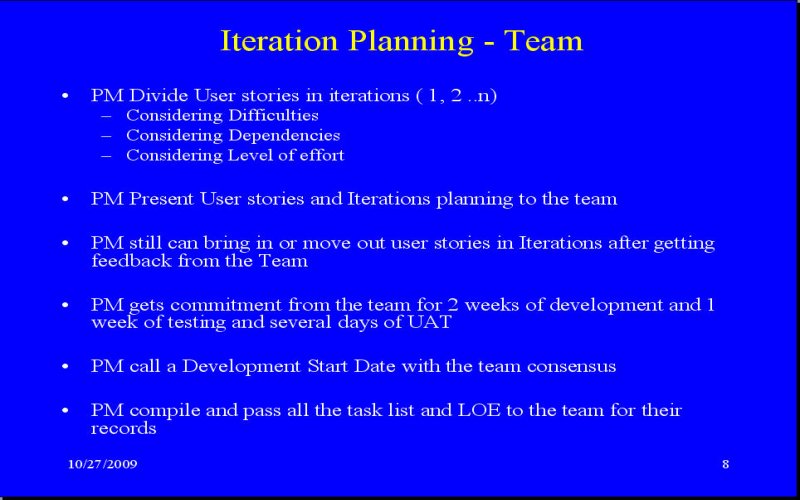 Iteration Planning - Team
• PM Divide User stories in iterations ( 1, 2 ..n)
– Considering Difficulties
– Considering Dependencies
– Considering Level of effort
• PM Present User stories and Iterations planning to the team
• PM still can bring in or move out user stories in Iterations after getting
feedback from the Team
• PM gets commitment from the team for 2 weeks of development and 1
week of testing and several days of UAT
• PM call a Development Start Date with the team consensus
• PM compile and pass all the task list and LOE to the team for their
records
10/27/2009 8